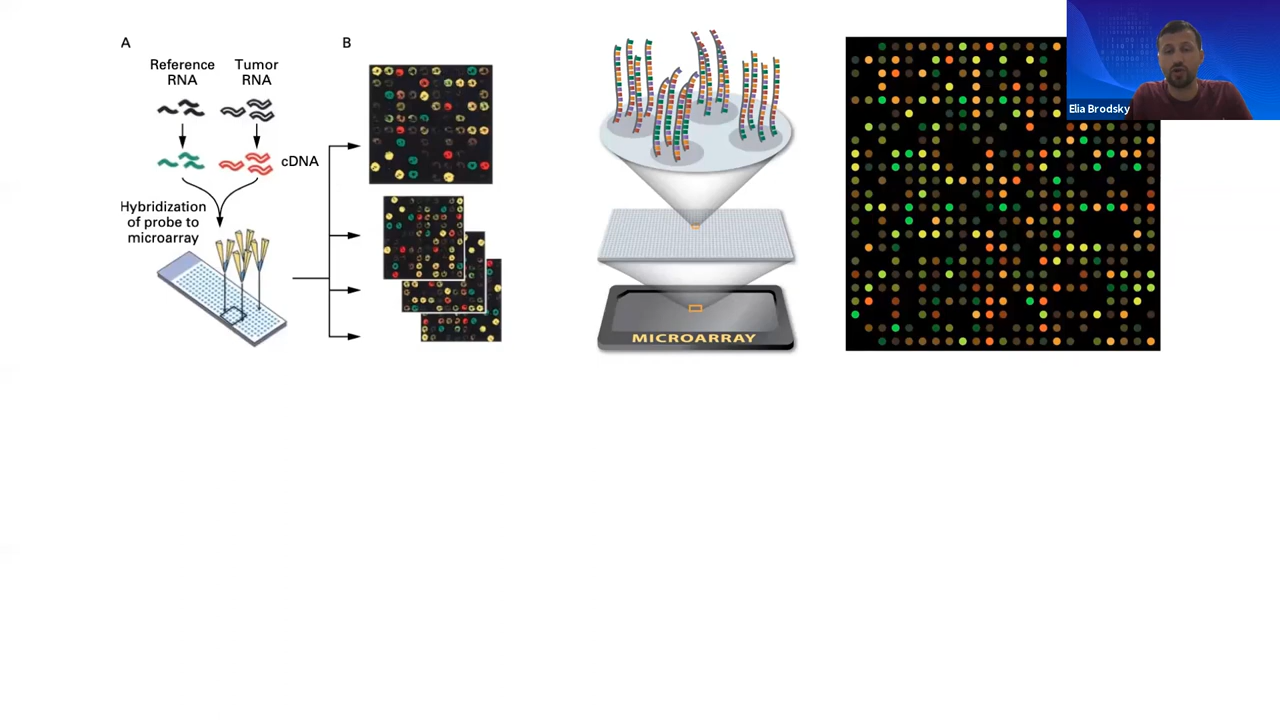 A
B
Reference
RNA
Tumor
RNA
cDNA
Hybridization
of probe to
microarray
MICROARRAY
Elia Brodsky